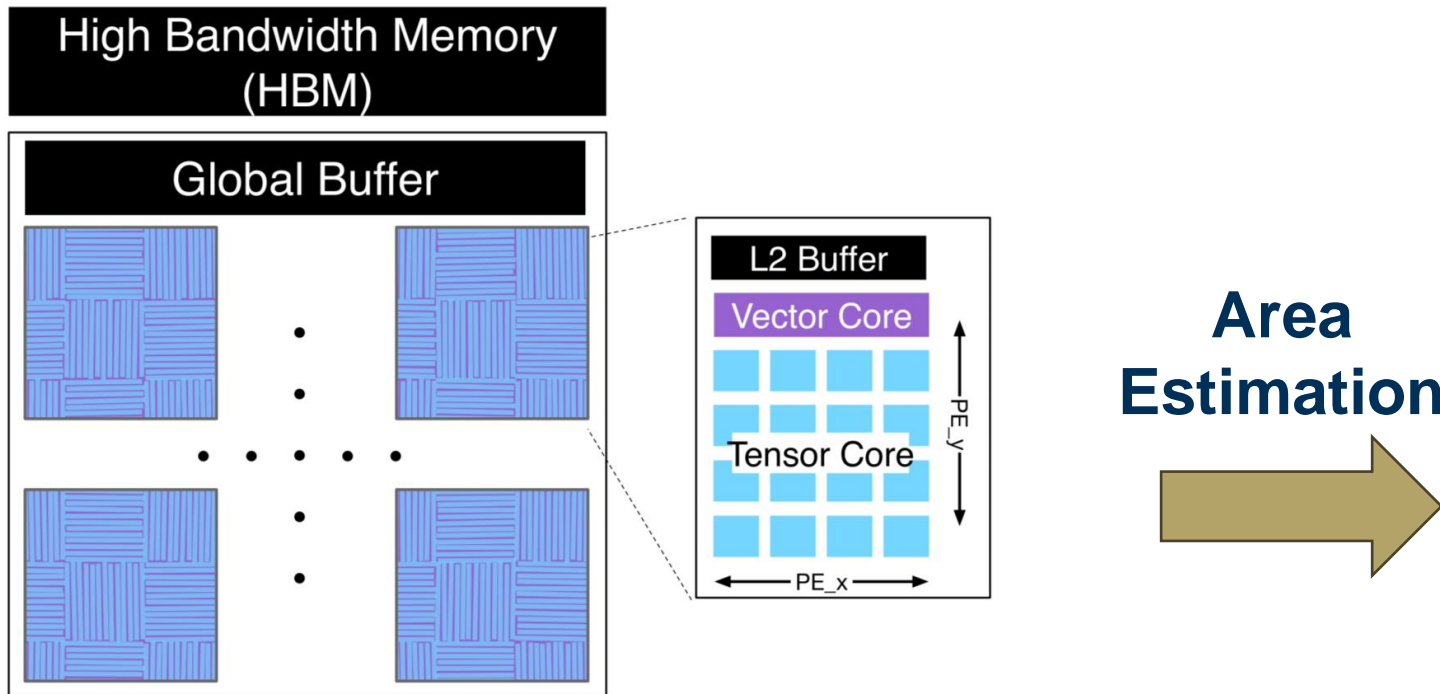 High Bandwidth Memory
(HBM)
Global Buffer
L2 Buffer
Vector Core
Tensor Core
PE_y
PE_x
Area
Estimation